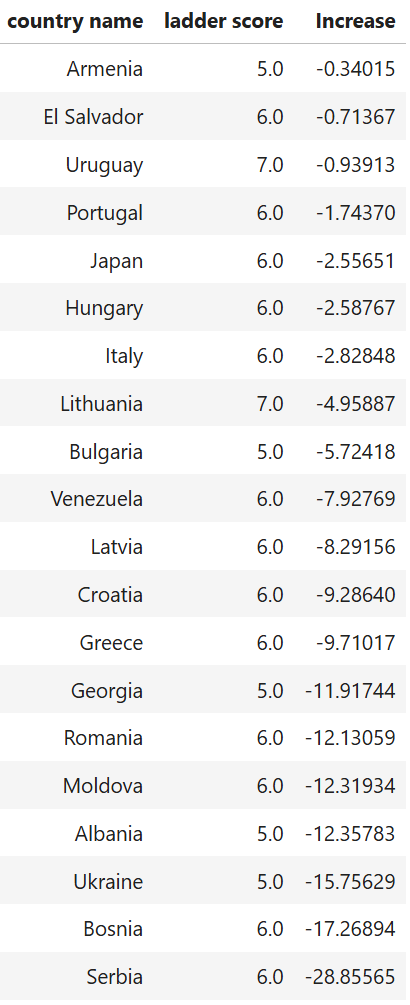 country name ladder score Increase
Armenia 5.0 -0.34015
El Salvador 6.0 -0.71367
Uruguay 7.0 -0.93913
Portugal 6.0 -1.74370
Japan 6.0 -2.55651
Hungary 6.0 -2.58767
Italy 6.0 -2.82848
Lithuania 7.0 -4.95887
Bulgaria 5.0 -5.72418
Venezuela 6.0 -7.92769
Latvia 6.0 -8.29156
Croatia 6.0 -9.28640
Greece 6.0 -9.71017
Georgia 5.0 -11.91744
Romania 6.0 -12.13059
Moldova 6.0 -12.31934
Albania 5.0 -12.35783
Ukraine 5.0 -15.75629
Bosnia 6.0 -17.26894
Serbia 6.0 -28.85565